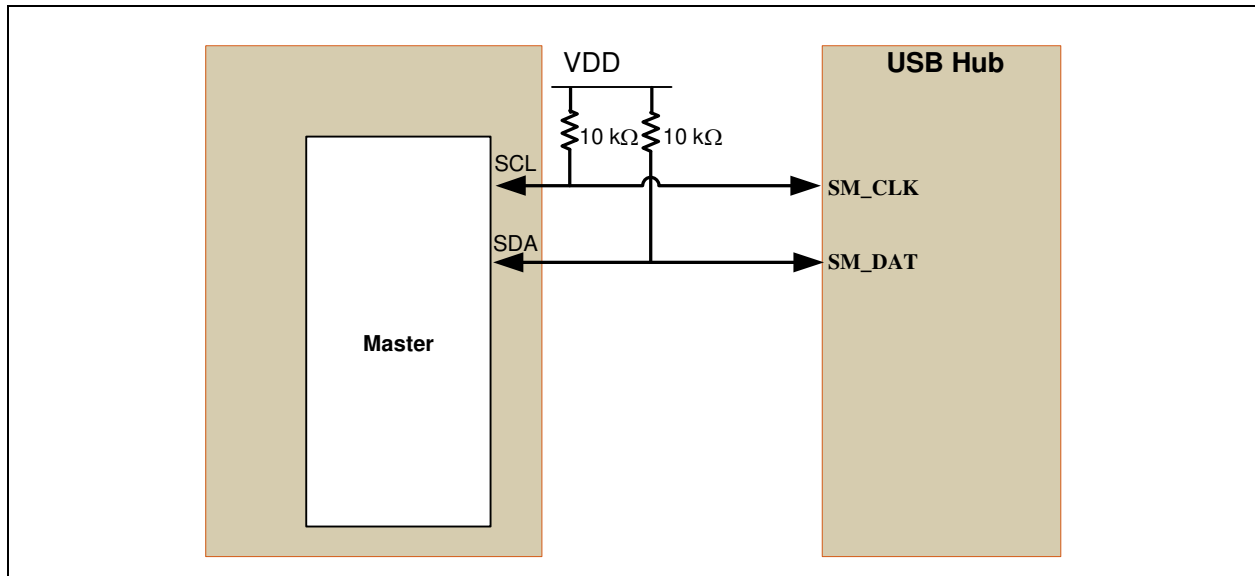 VDD
USB Hub
10 kΩ 10 kΩ
SCL
SM_CLK
SDA
SM_DAT
Master